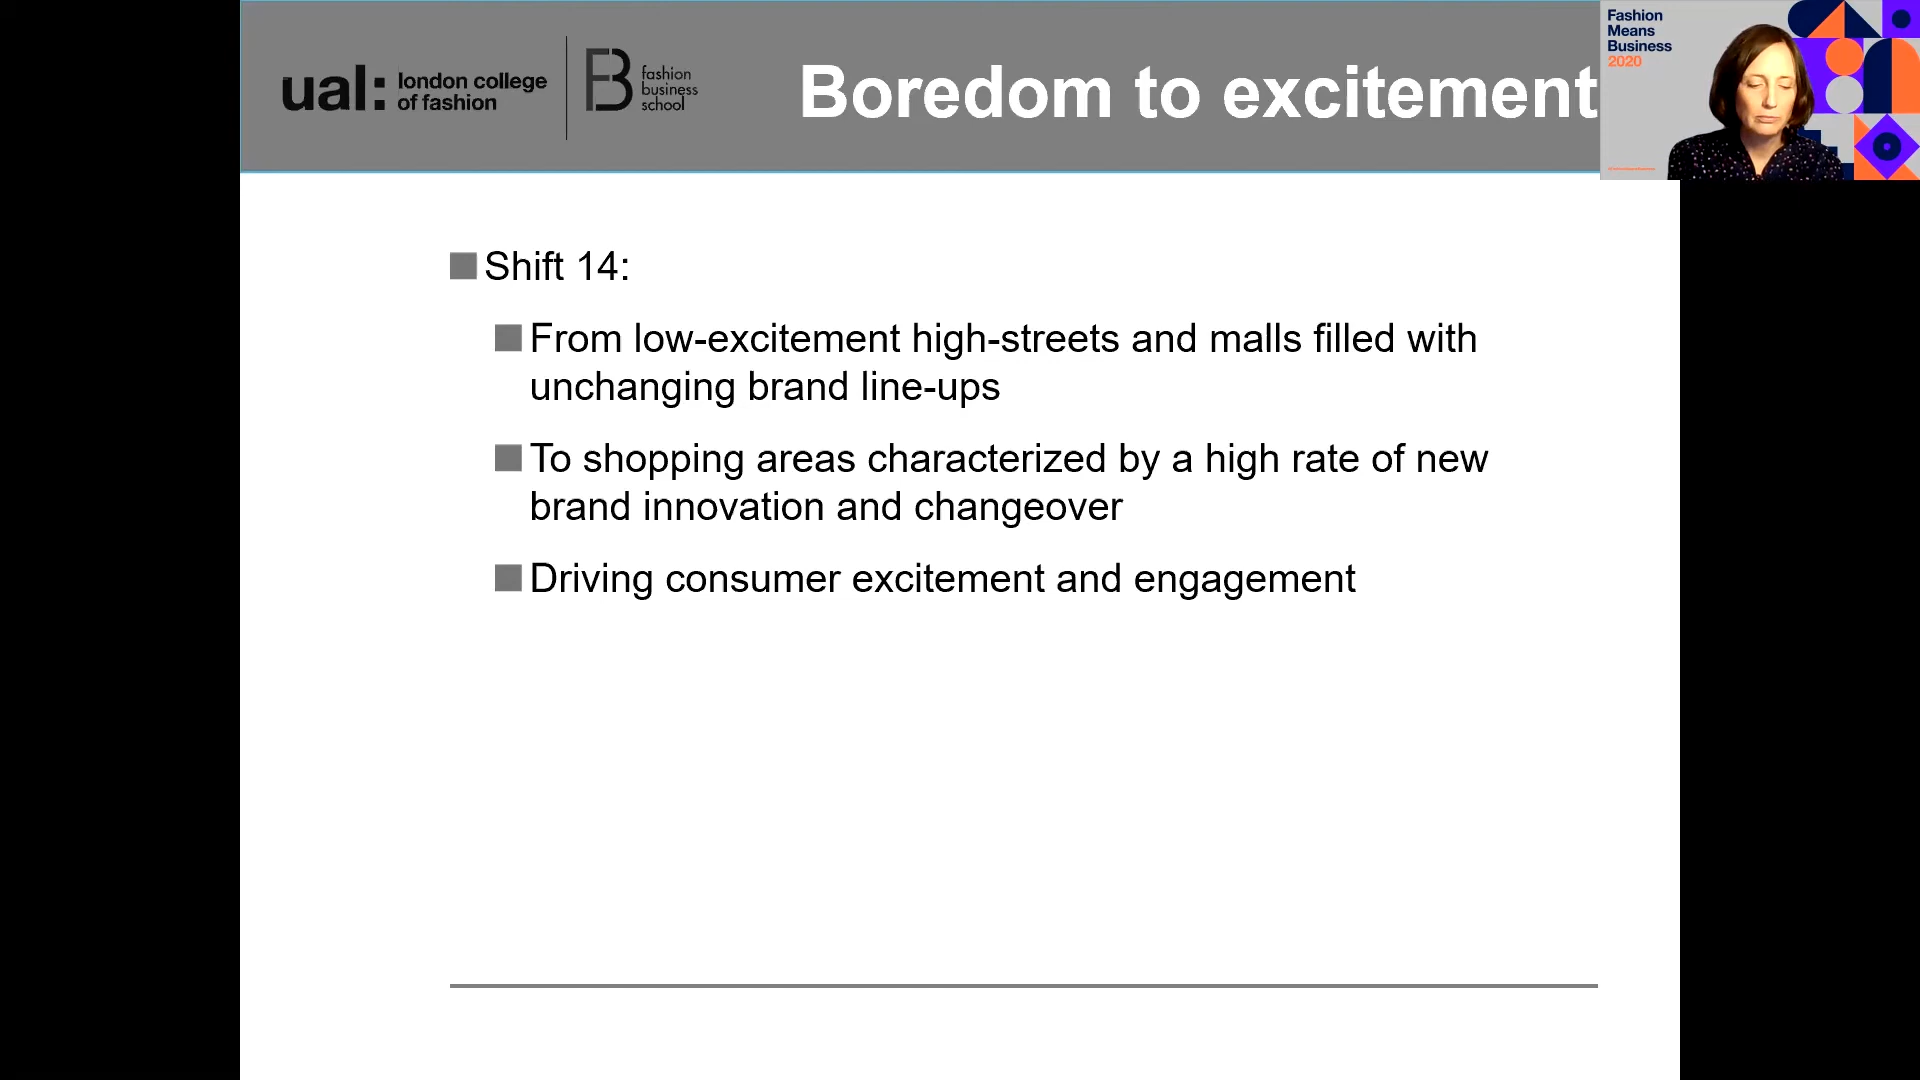 ual: london college
of fashion
FB fashion
business
school
Boredom to excitement
Fashion
Means
Business
2020
Shift 14:
From low-excitement high-streets and malls filled with
unchanging brand line-ups
To shopping areas characterized by a high rate of new
brand innovation and changeover
Driving consumer excitement and engagement